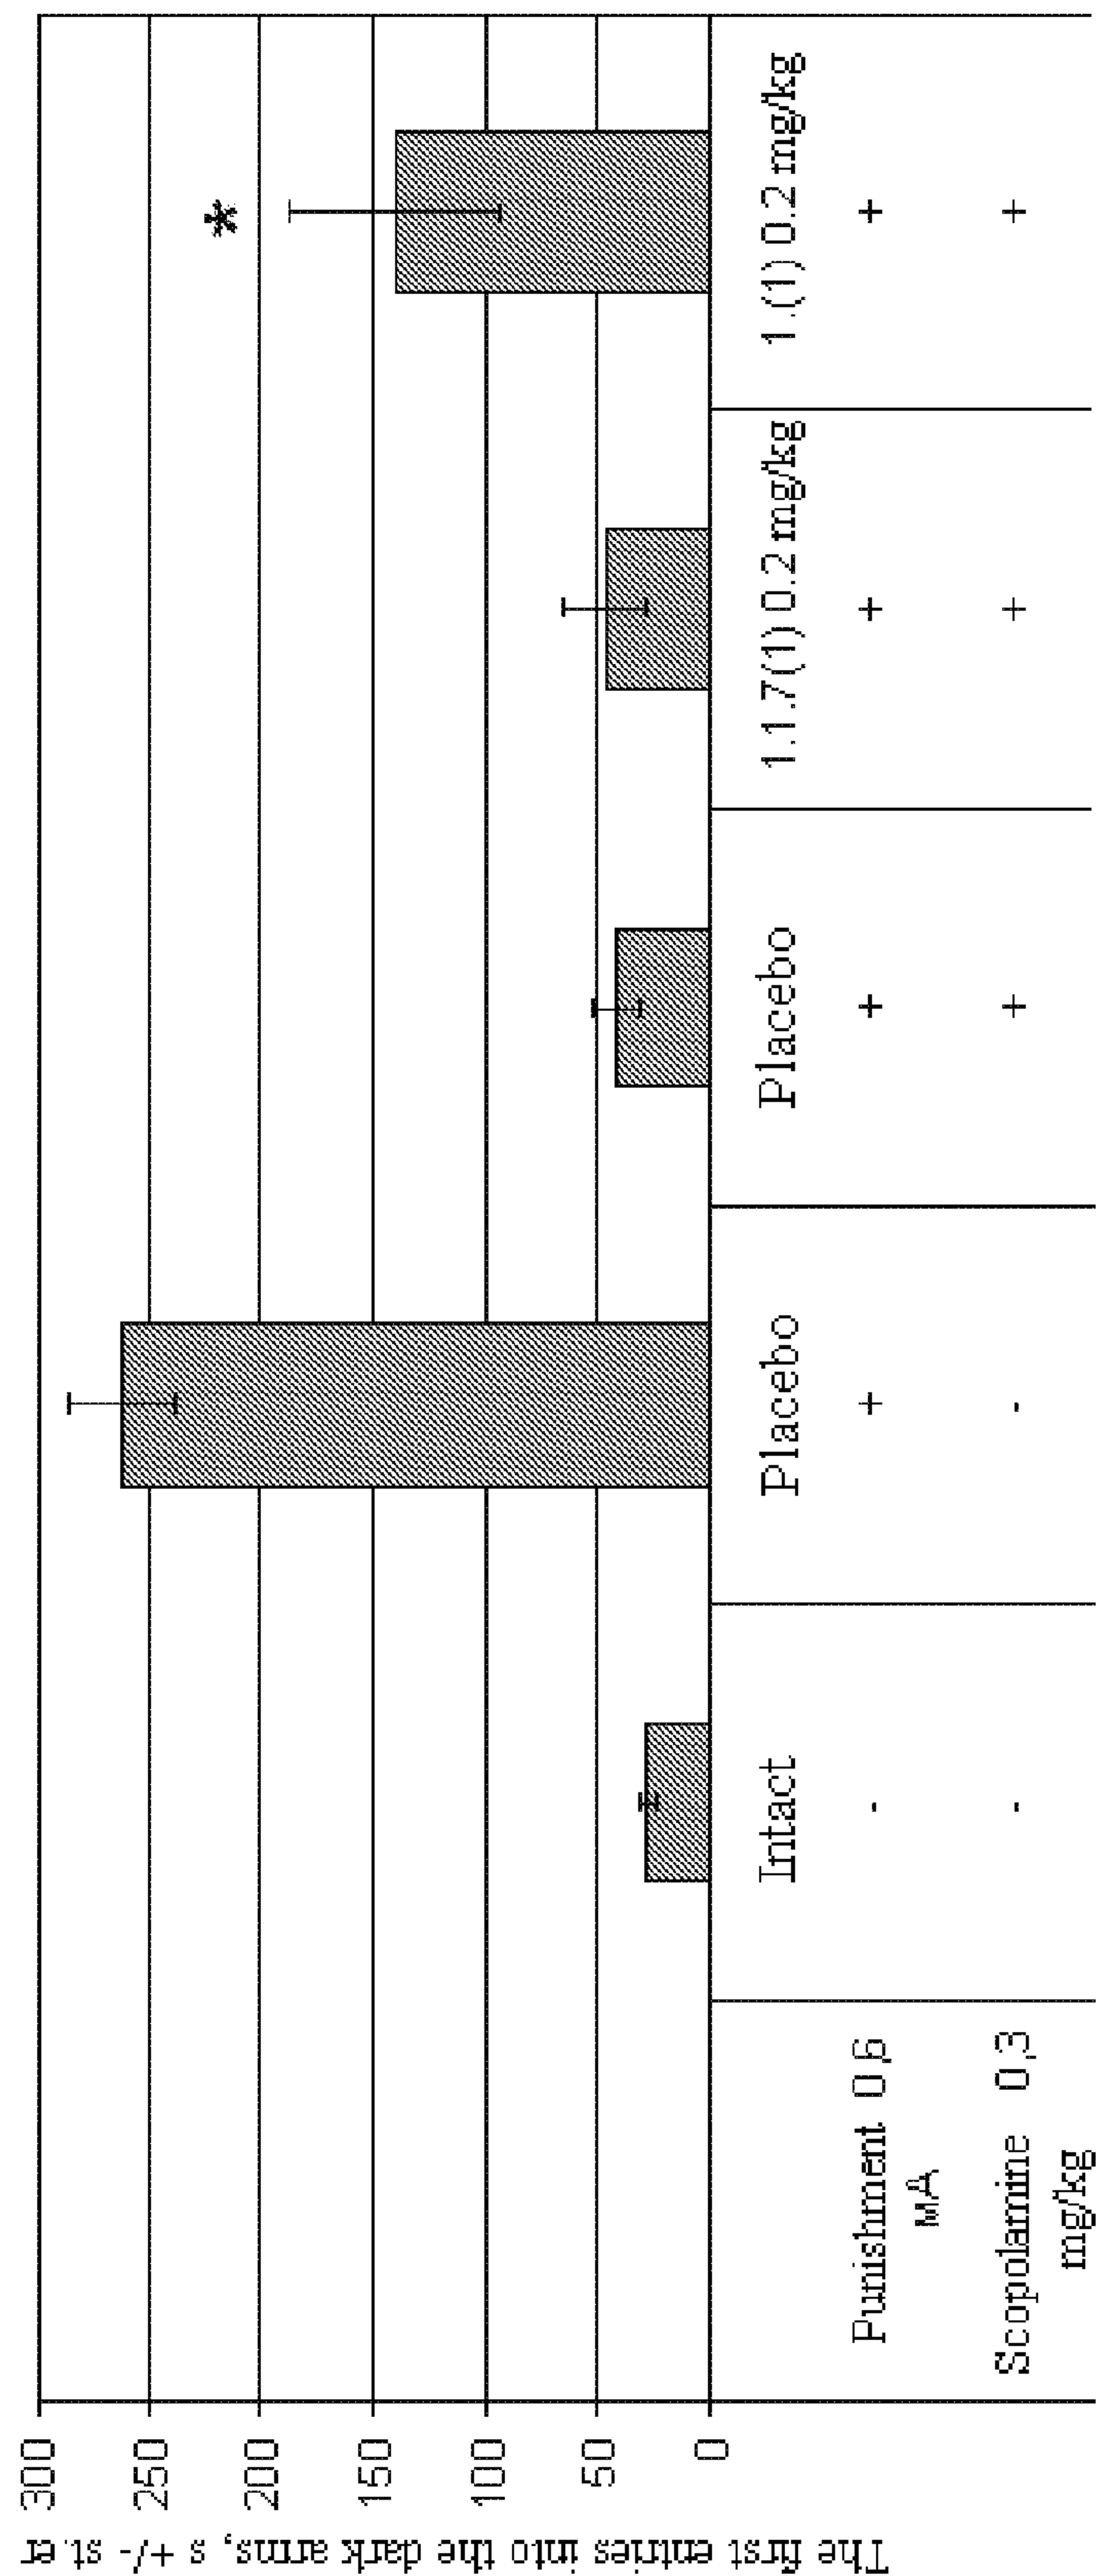 The first entries into the dark arms, s +/- st er
300
250
200
150
100
50
0
*
Intact Placebo Placebo 1.1.7(1) 0.2 mg/kg 1.(1) 0.2 mg/kg
Punishment 0,6 - + + + +
мА
Scopolamine 0,3 - - + + +
mg/kg